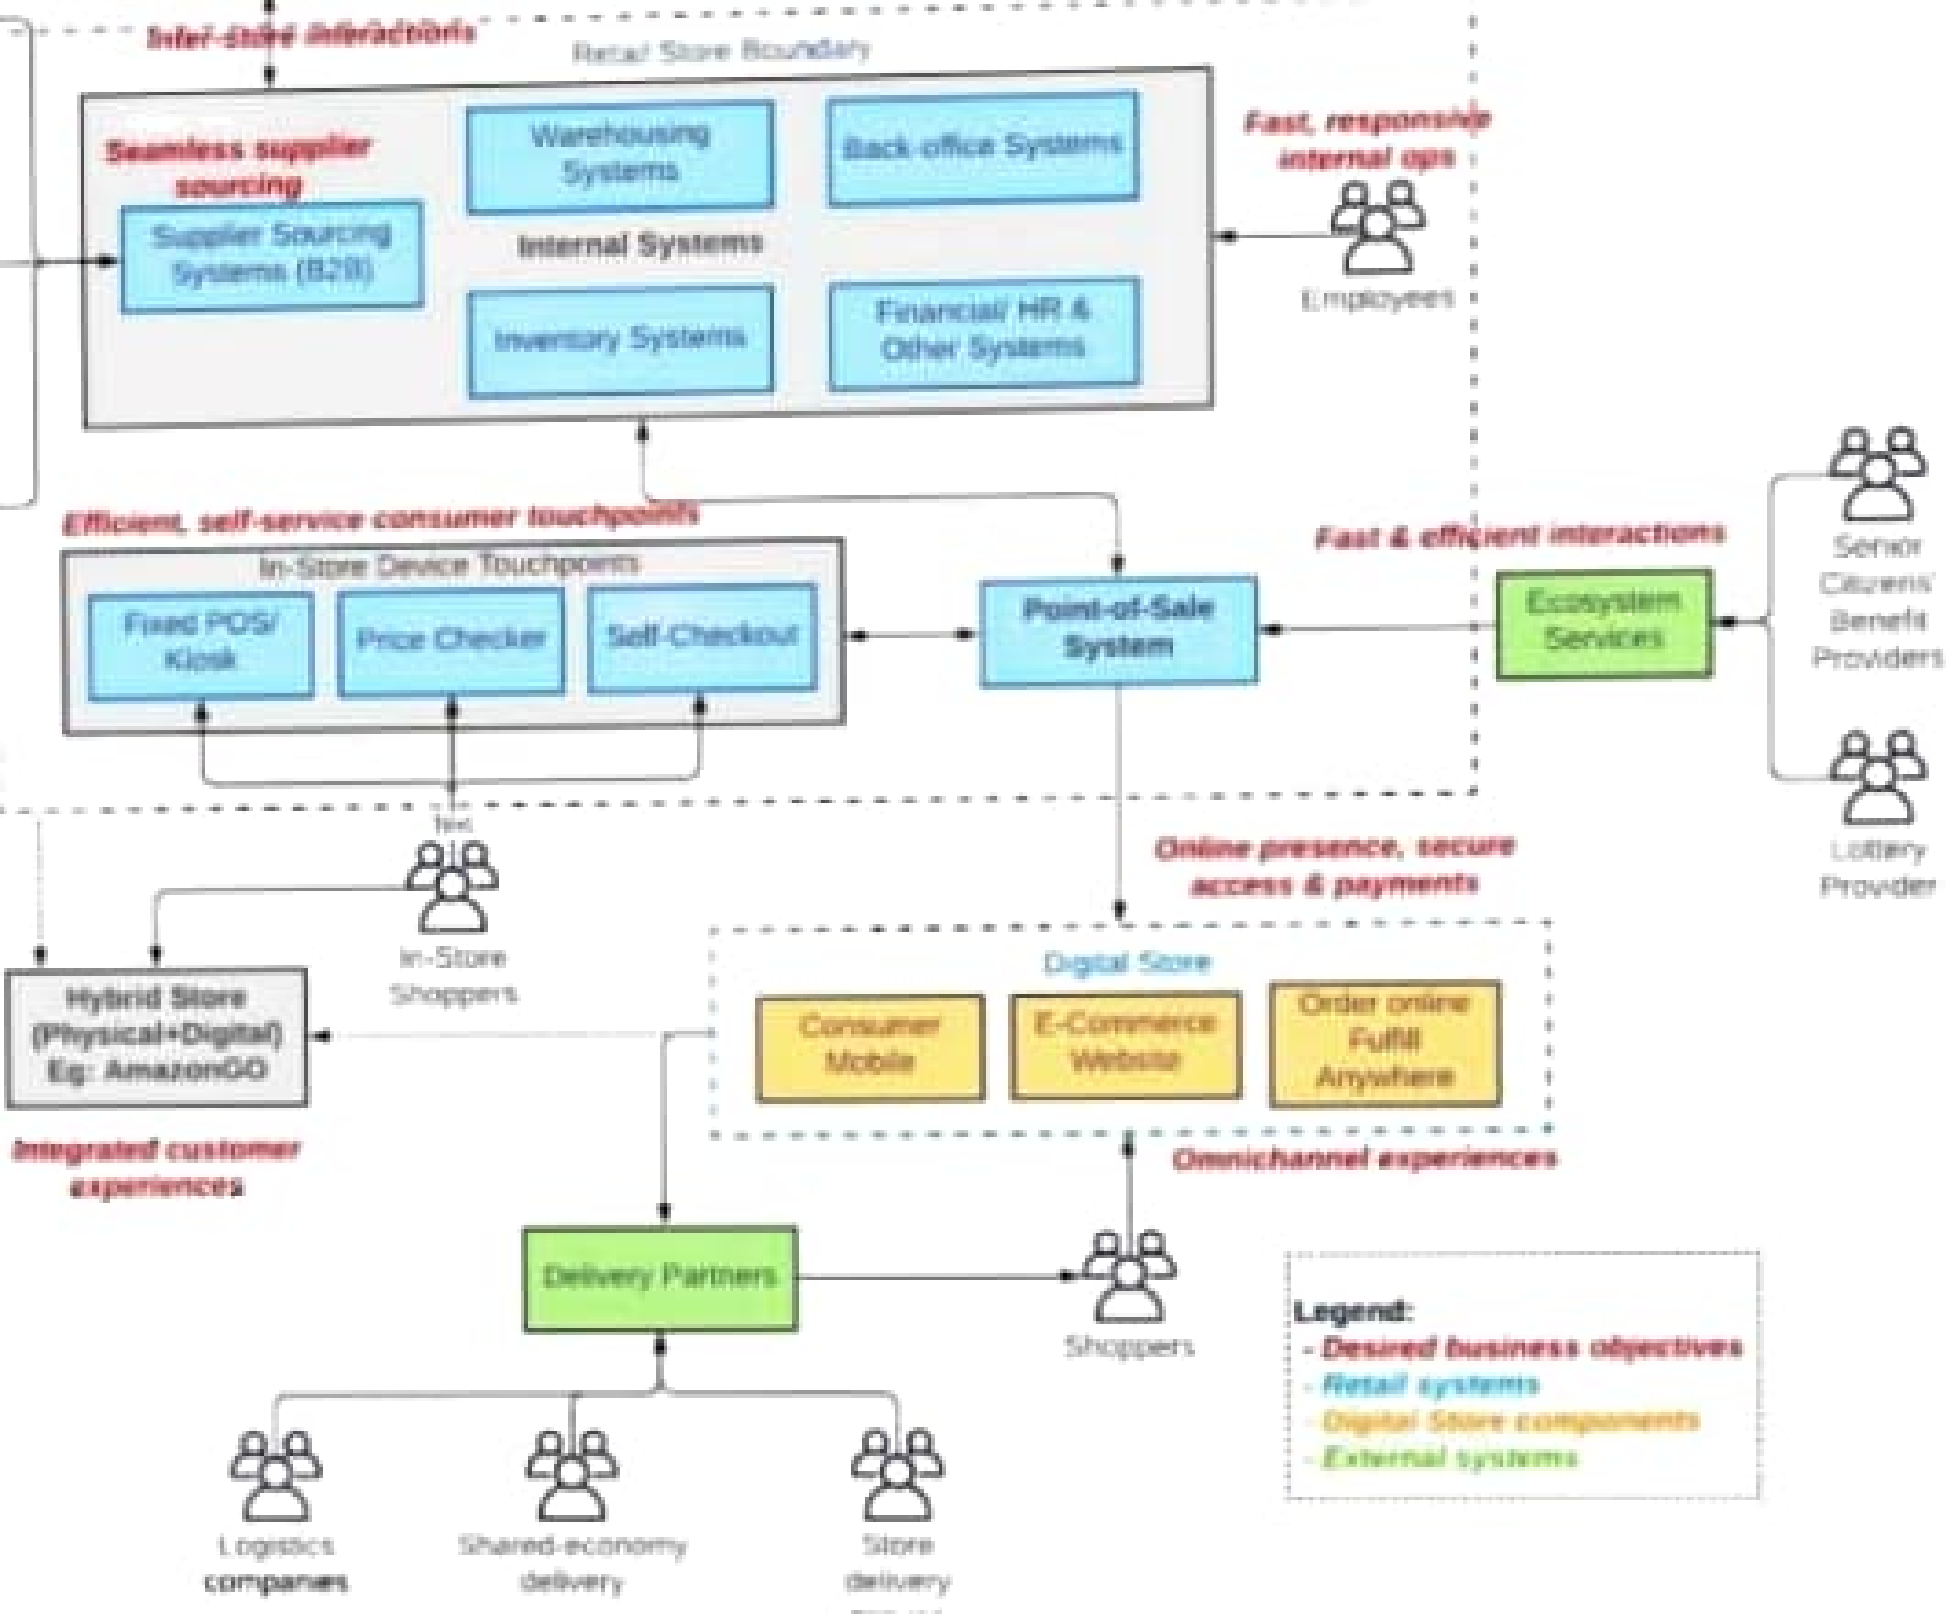 Inter-store interactions
Retail Store Boundary
Seamless supplier
sourcing
Supplier Sourcing
Systems (B2B)
Warehousing
Systems
Back-office Systems
Internal Systems
Inventory Systems
Financial/ HR &
Other Systems
Fast, responsive
internal ops
Employees
Efficient, self-service consumer touchpoints
In-Store Device Touchpoints
Fixed POS/
Kiosk
Price Checker
Self-Checkout
Point-of-Sale
System
Fast & efficient interactions
Ecosystem
Services
Senior
Citizens'
Benefit
Providers
Lottery
Provider
In-Store
Shoppers
Hybrid Store
(Physical+Digital)
Eg: AmazonGO
Integrated customer
experiences
Online presence, secure
access & payments
Digital Store
Consumer
Mobile
E-Commerce
Website
Order online
Fulfill
Anywhere
Omnichannel experiences
Delivery Partners
Shoppers
Logistics
companies
Shared-economy
delivery
Store
delivery
Legend:
- Desired business objectives
- Retail systems
- Digital Store components
- External systems